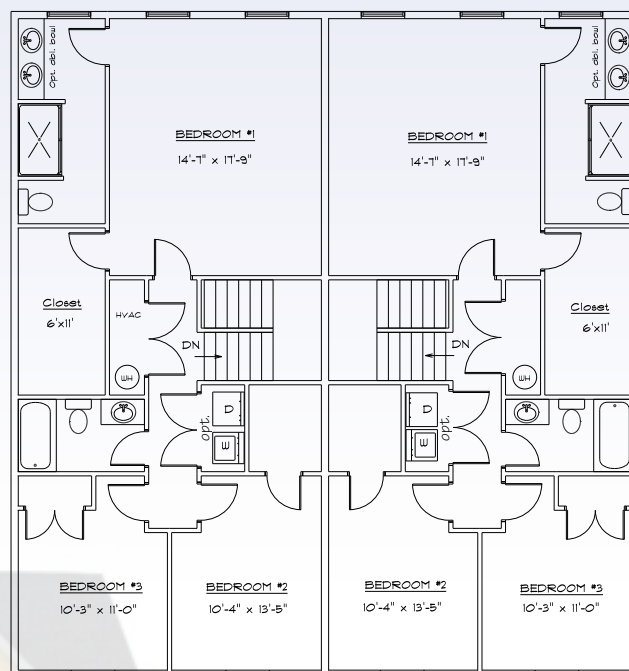 Opt. dbl. bowl
Opt. dbl. bowl
BEDROOM #1
14'-7" x 17'-9"
BEDROOM #1
14'-7" x 17'-9"
Closet
6'x11'
HVAC
WH
DN
DN
WH
Closet
6'x11'
opt.
D
W
D
W
opt.
BEDROOM #3
10'-3" x 11'-0"
BEDROOM #2
10'-4" x 13'-5"
BEDROOM #2
10'-4" x 13'-5"
BEDROOM #3
10'-3" x 11'-0"